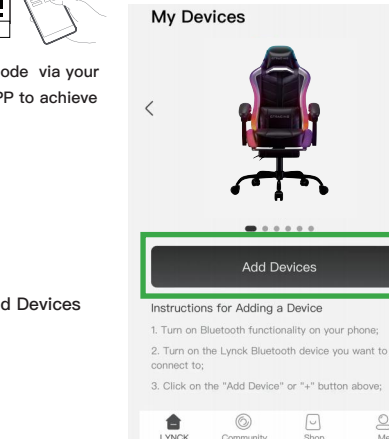 My Devices
ode via your
PP to achieve
Add Devices
d Devices
Instructions for Adding a Device
1. Turn on Bluetooth functionality on your phone;
2. Turn on the Lynck Bluetooth device you want to
connect to;
3. Click on the "Add Device" or "+" button above;
LYNCK Community Shop Me